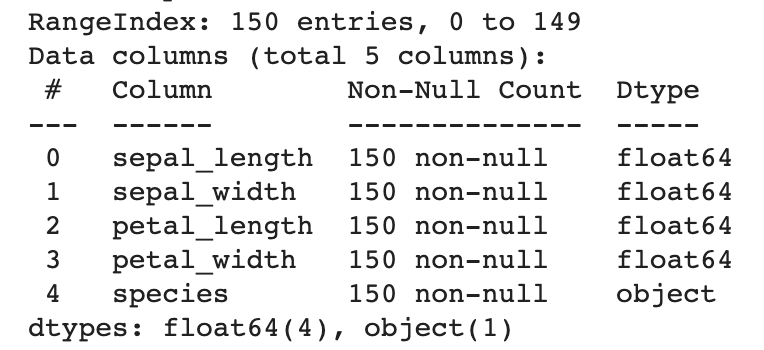 RangeIndex: 150 entries, 0 to 149
Data columns (total 5 columns):
 #   Column        Non-Null Count  Dtype
---  ------        --------------  -----
 0   sepal_length  150 non-null    float64
 1   sepal_width   150 non-null    float64
 2   petal_length  150 non-null    float64
 3   petal_width   150 non-null    float64
 4   species       150 non-null    object
dtypes: float64(4), object(1)